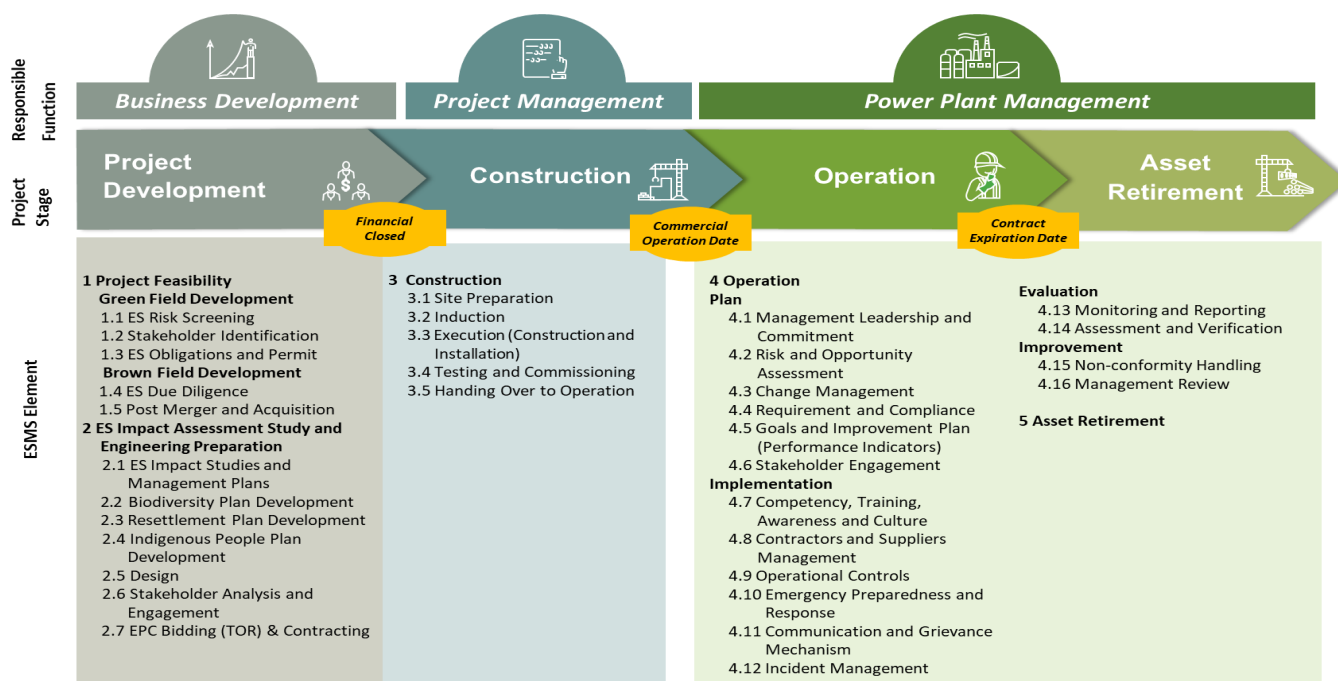 Responsible
Function
Business Development
Project Management
Power Plant Management
Project
Stage
Project
Development
Construction
Operation
Asset
Retirement
Financial
Closed
Commercial
Operation Date
Contract
Expiration Date
ESMS Element
1 Project Feasibility
Green Field Development
1.1 ES Risk Screening
1.2 Stakeholder Identification
1.3 ES Obligations and Permit
Brown Field Development
1.4 ES Due Diligence
1.5 Post Merger and Acquisition
2 ES Impact Assessment Study and
Engineering Preparation
2.1 ES Impact Studies and
Management Plans
2.2 Biodiversity Plan Development
2.3 Resettlement Plan Development
2.4 Indigenous People Plan
Development
2.5 Design
2.6 Stakeholder Analysis and
Engagement
2.7 EPC Bidding (TOR) & Contracting
3 Construction
3.1 Site Preparation
3.2 Induction
3.3 Execution (Construction and
Installation)
3.4 Testing and Commissioning
3.5 Handing Over to Operation
4 Operation
Plan
4.1 Management Leadership and
Commitment
4.2 Risk and Opportunity
Assessment
4.3 Change Management
4.4 Requirement and Compliance
4.5 Goals and Improvement Plan
(Performance Indicators)
4.6 Stakeholder Engagement
Implementation
4.7 Competency, Training,
Awareness and Culture
4.8 Contractors and Suppliers
Management
4.9 Operational Controls
4.10 Emergency Preparedness and
Response
4.11 Communication and Grievance
Mechanism
4.12 Incident Management
Evaluation
4.13 Monitoring and Reporting
4.14 Assessment and Verification
Improvement
4.15 Non-conformity Handling
4.16 Management Review
5 Asset Retirement